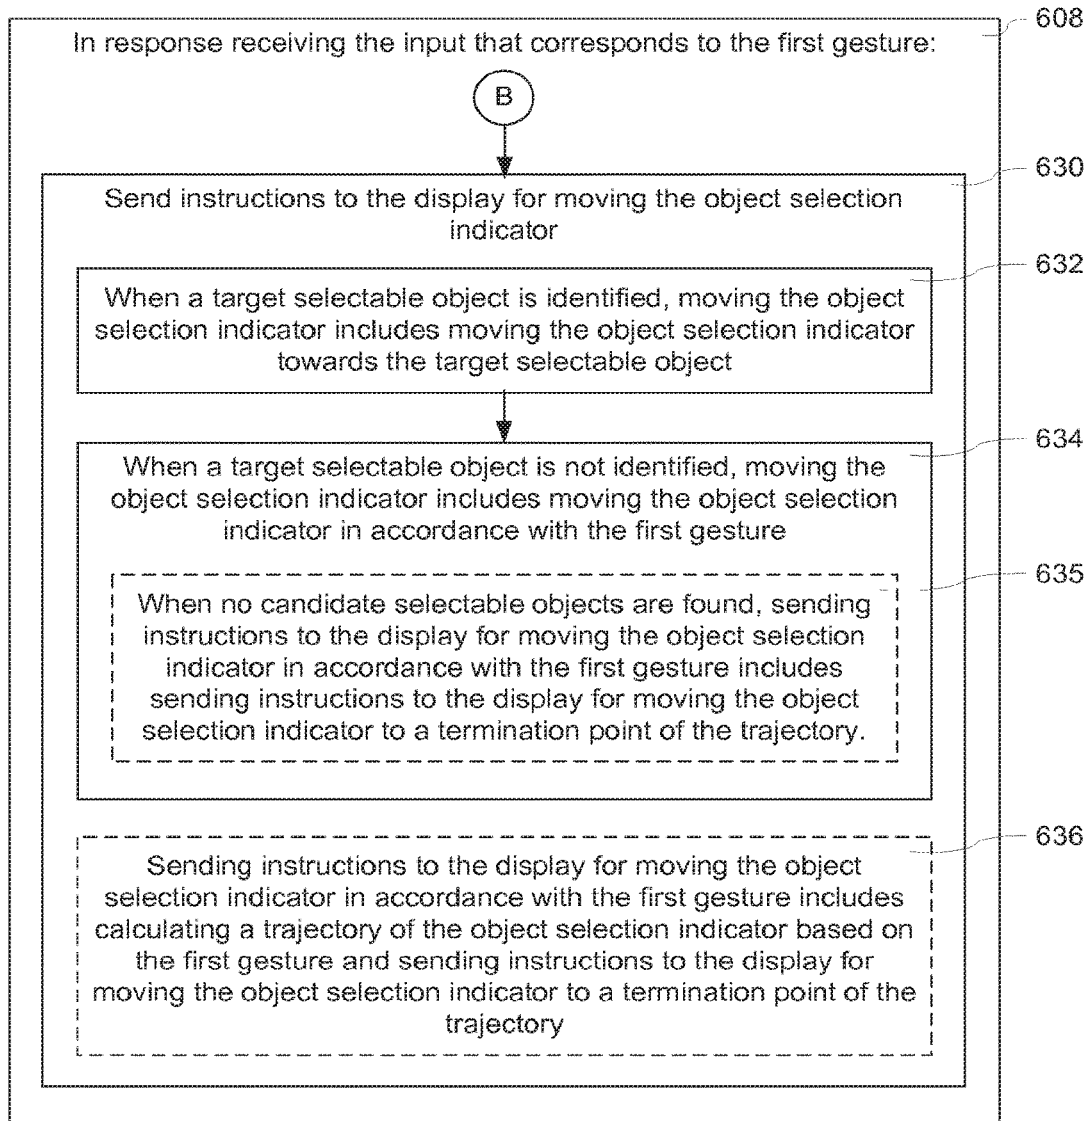 608
In response receiving the input that corresponds to the first gesture:
B
630
Send instructions to the display for moving the object selection
indicator
632
When a target selectable object is identified, moving the object
selection indicator includes moving the object selection indicator
towards the target selectable object
634
When a target selectable object is not identified, moving the
object selection indicator includes moving the object selection
indicator in accordance with the first gesture
635
When no candidate selectable objects are found, sending
instructions to the display for moving the object selection
indicator in accordance with the first gesture includes
sending instructions to the display for moving the object
selection indicator to a termination point of the trajectory.
636
Sending instructions to the display for moving the object
selection indicator in accordance with the first gesture includes
calculating a trajectory of the object selection indicator based on
the first gesture and sending instructions to the display for
moving the object selection indicator to a termination point of the
trajectory